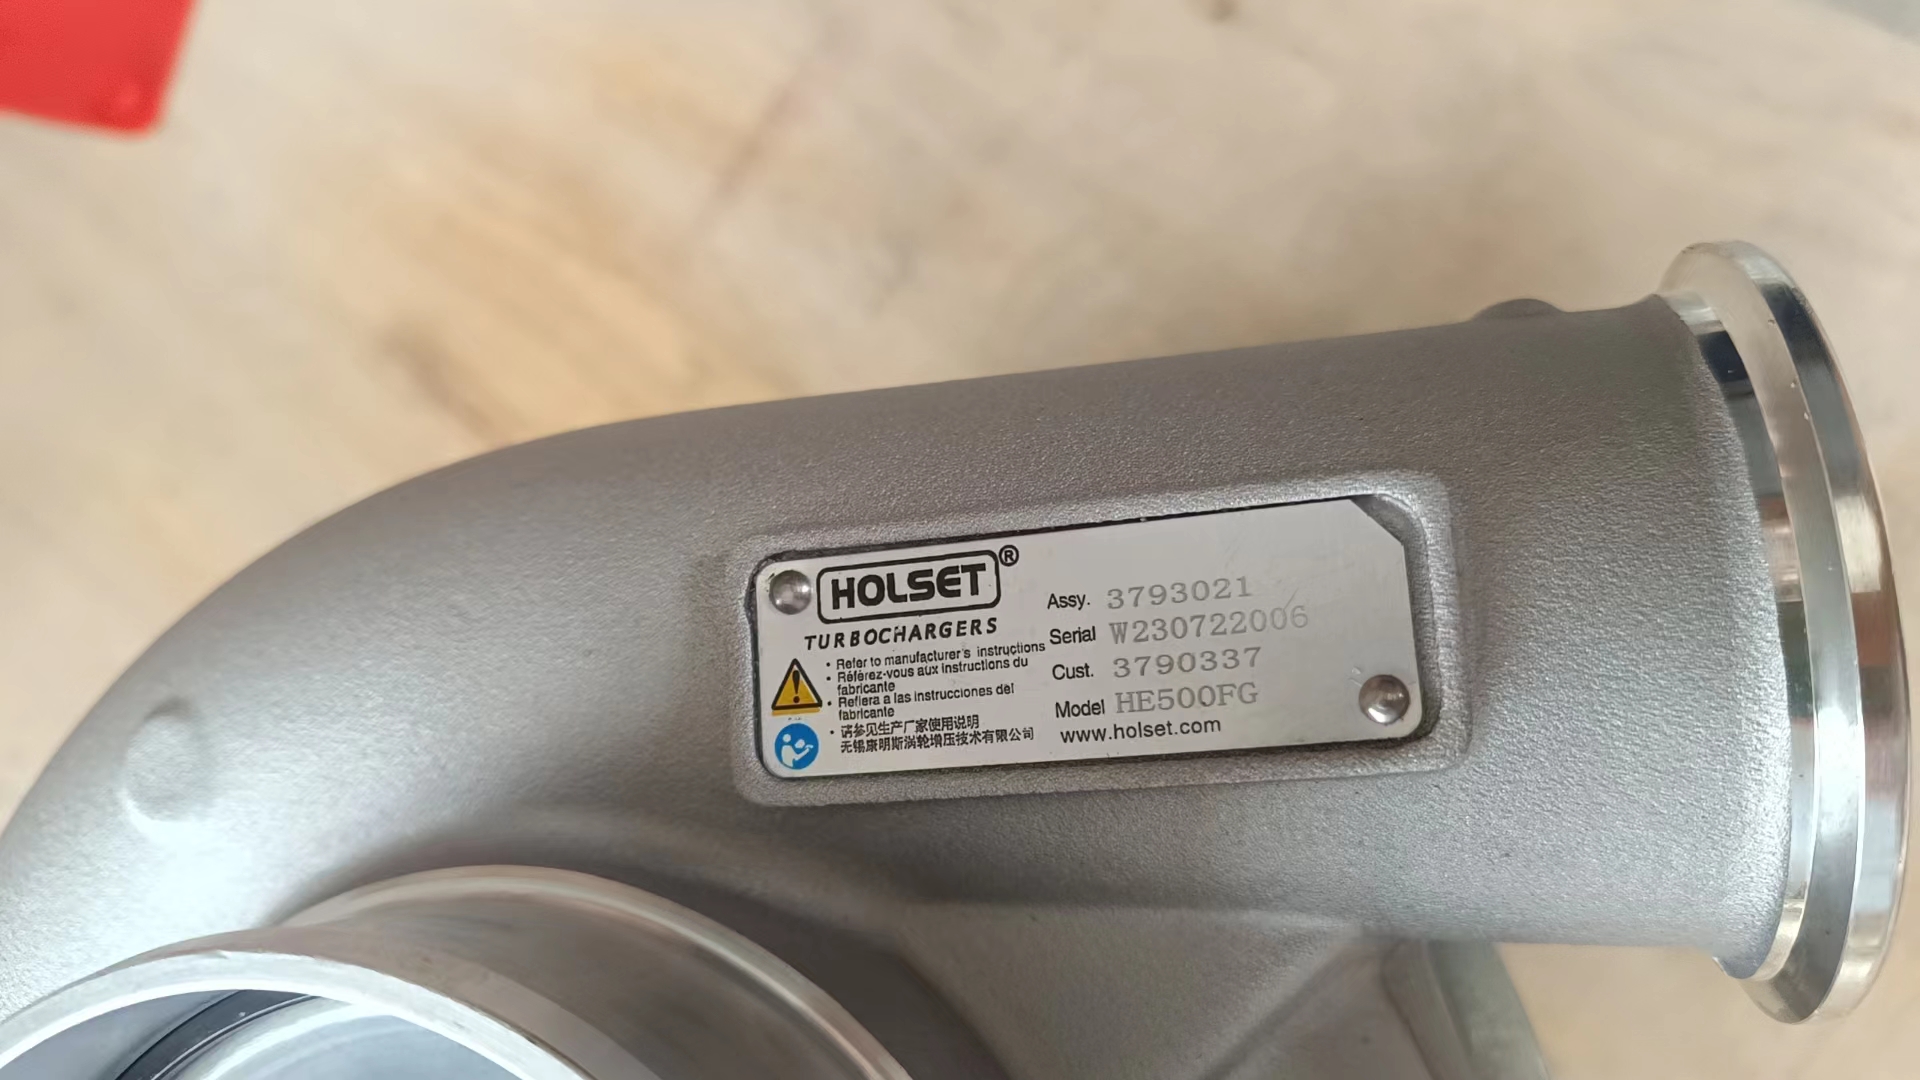 HOLSET®
TURBOCHARGERS
• Refer to manufacturer's instructions
• Référez-vous aux instructions du
fabricante
• Refiera a las instrucciones del
fabricante
• 请参见生产厂家使用说明
无锡康明斯涡轮增压技术有限公司
Assy. 3793021
Serial W230722006
Cust. 3790337
Model HE500FG
www.holset.com